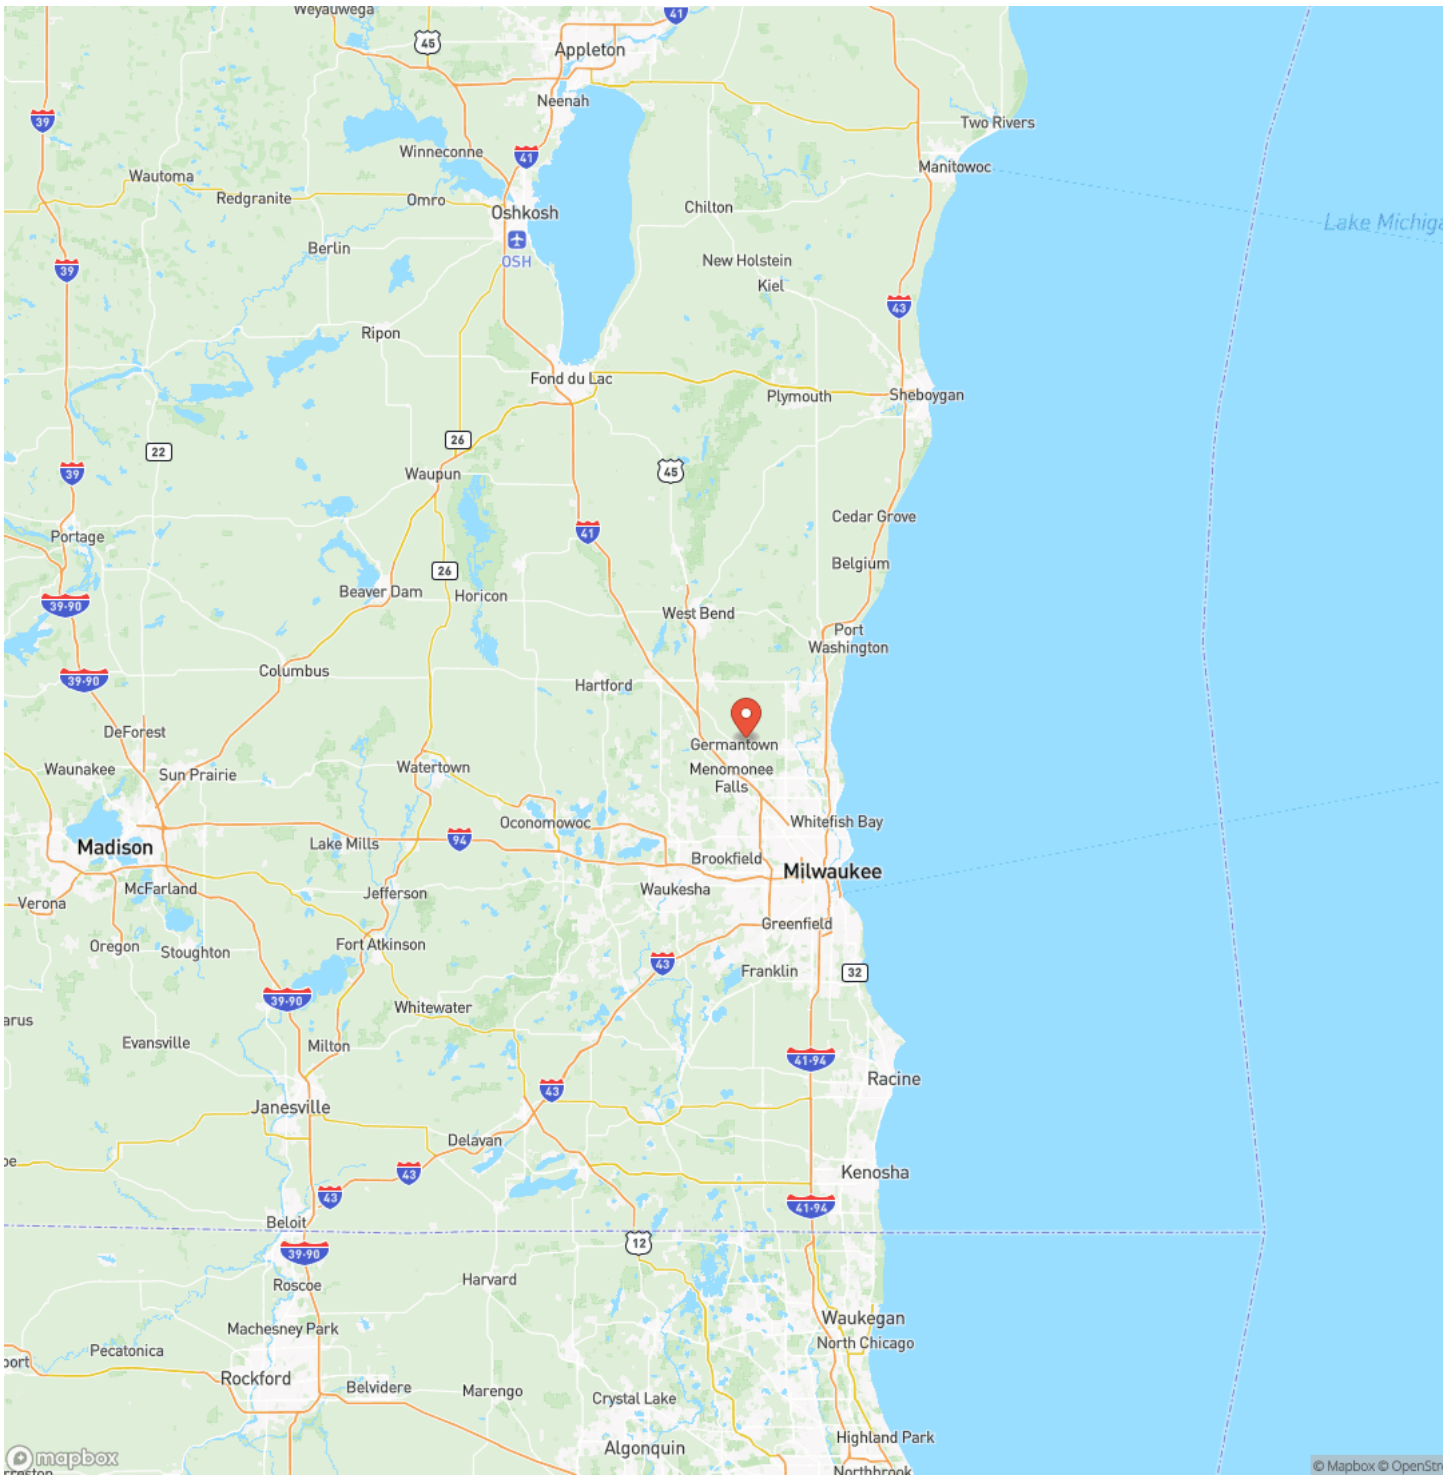 Weyauwega
41
45
Appleton
Neenah
39
Two Rivers
Winneconne
41
Manitowoc
Wautoma
Redgranite
Omro
Chilton
Oshkosh
Lake Michiga
Berlin
OSH
New Holstein
39
Kiel
43
Ripon
Fond du Lac
Plymouth
Sheboygan
26
22
45
39
Waupun
Cedar Grove
41
Portage
Belgium
26
Beaver Dam
Horicon
39-90
West Bend
Port
Washington
Columbus
39-90
Hartford
DeForest
Germantown
Waunakee
Sun Prairie
Watertown
Menomonee
Falls
Oconomowoc
Whitefish Bay
Madison
Lake Mills
94
Brookfield
Milwaukee
McFarland
Jefferson
Waukesha
Verona
Greenfield
Oregon
Stoughton
Fort Atkinson
43
Franklin
32
39-90
Whitewater
arus
Evansville
Milton
41-94
Racine
43
Janesville
Delavan
oe
43
Kenosha
43
41-94
Beloit
39-90
12
Roscoe
Harvard
Machesney Park
Waukegan
North Chicago
Pecatonica
port
Rockford
Belvidere
Marengo
Crystal Lake
Highland Park
Algonquin
mapbox
© Mapbox © OpenStre
rreston
Northbrook